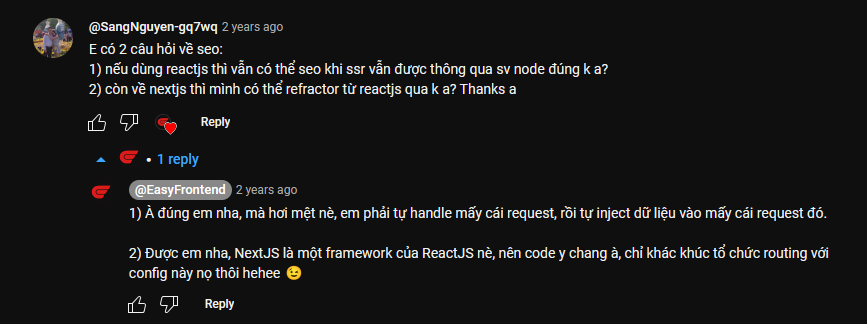 @SangNguyen-gq7wq 2 years ago
E có 2 câu hỏi về seo:
1) nếu dùng reactjs thì vẫn có thể seo khi ssr vẫn được thông qua sv node đúng k a?
2) còn về nextjs thì mình có thể refractor từ reactjs qua k a? Thanks a
Reply
• 1 reply
@EasyFrontend 2 years ago
1) À đúng em nha, mà hơi mệt nè, em phải tự handle mấy cái request, rồi tự inject dữ liệu vào mấy cái request đó.
2) Được em nha, NextJS là một framework của ReactJS nè, nên code y chang à, chỉ khác khúc tổ chức routing với
config này nọ thôi hehee 😉
Reply